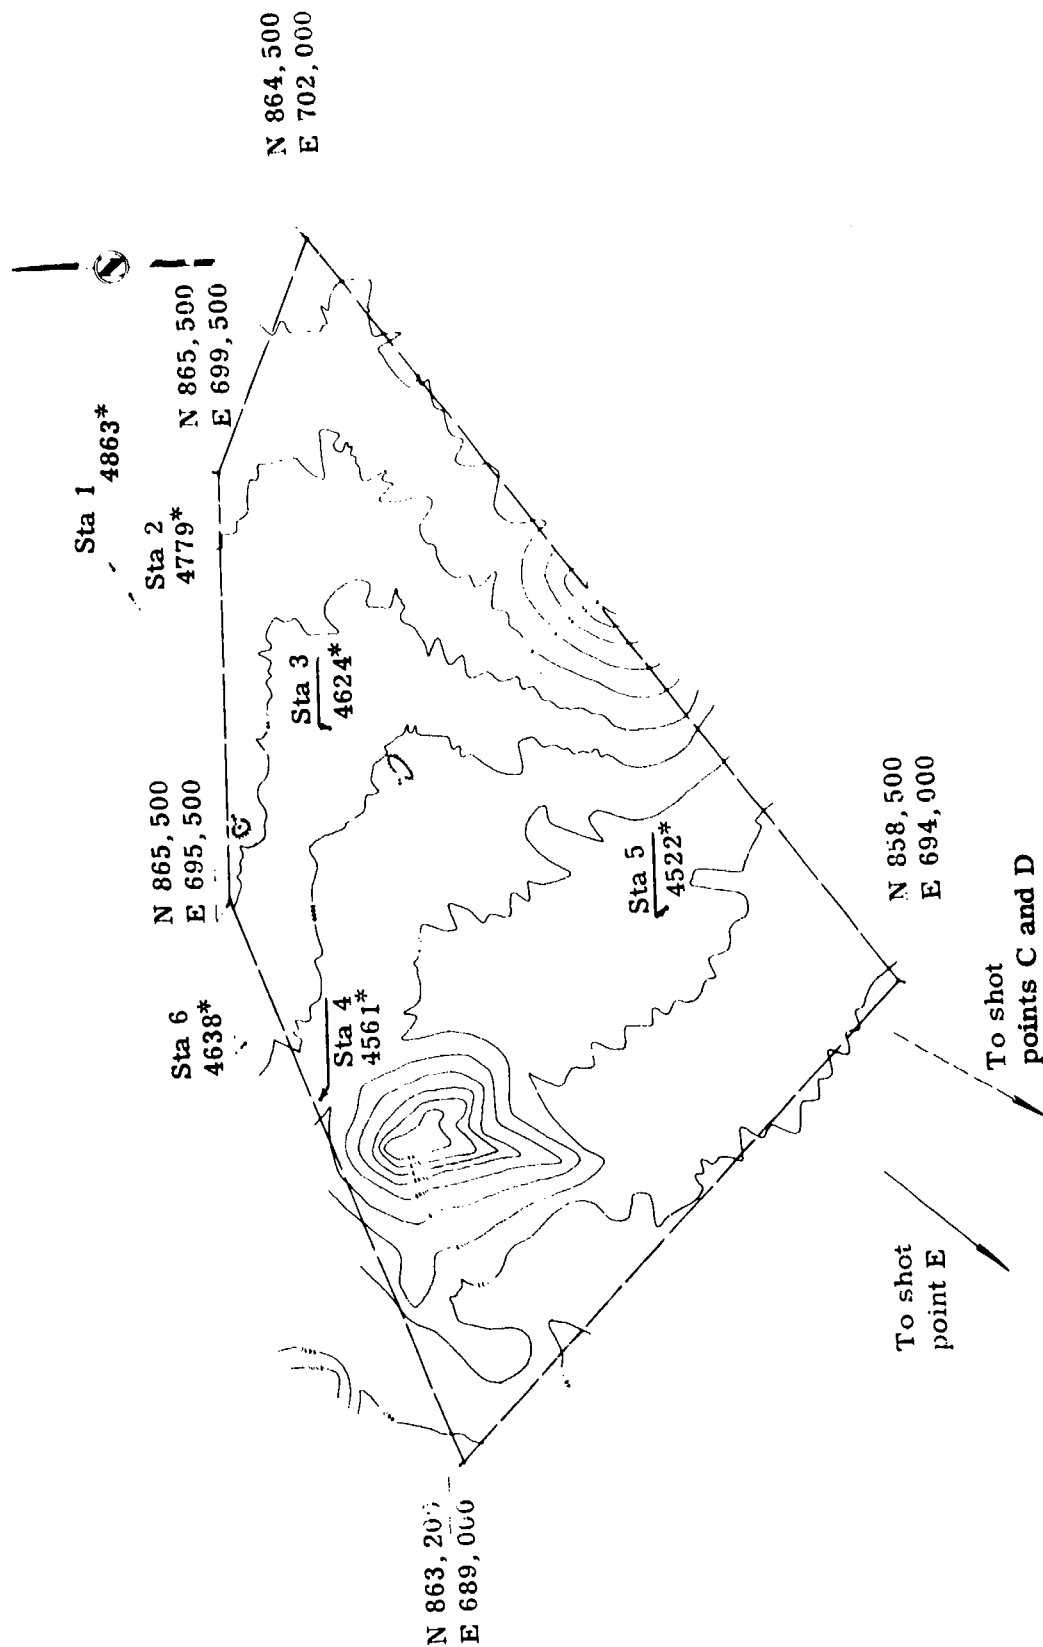 N 864,500
E 702,000
N 865,500
E 699,500
Sta 1
4863*
Sta 2
4779*
Sta 3
4624*
N 865,500
E 695,500
Sta 6
4638*
Sta 4
4561*
Sta 5
4522*
N 858,500
E 694,000
To shot
points C and D
To shot
point E
N 863,20
E 689,000